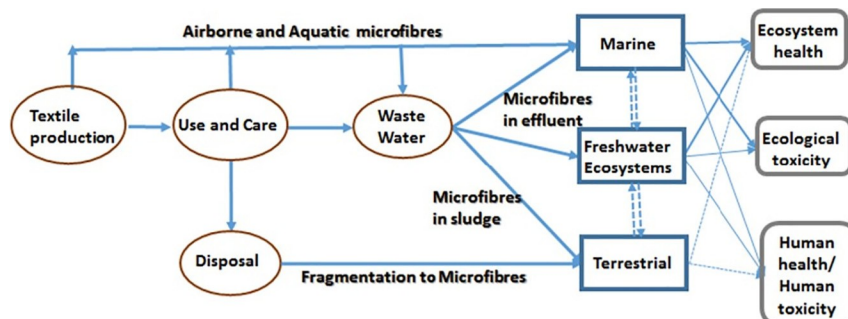 Airborne and Aquatic microfibres
Marine
Ecosystem
health
Textile
production
Use and Care
Waste
Water
Microfibres
in effluent
Freshwater
Ecosystems
Ecological
toxicity
Microfibres
in sludge
Disposal
Fragmentation to Microfibres
Terrestrial
Human
health/
Human
toxicity